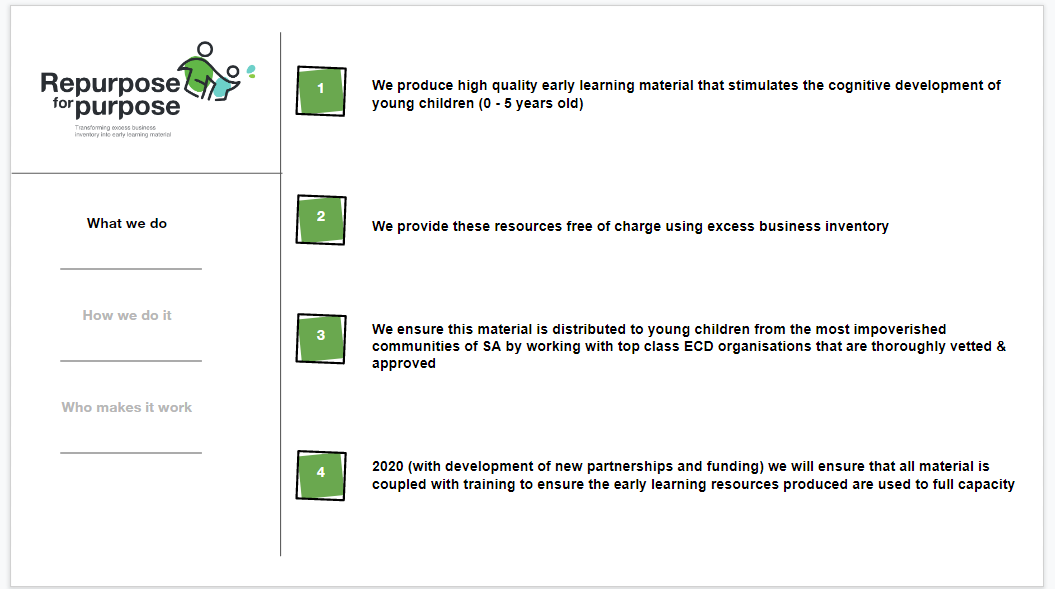 Repurpose
for purpose
Transforming excess business
inventory into early learning material
What we do
How we do it
Who makes it work
1
We produce high quality early learning material that stimulates the cognitive development of
young children (0 - 5 years old)
2
We provide these resources free of charge using excess business inventory
3
We ensure this material is distributed to young children from the most impoverished
communities of SA by working with top class ECD organisations that are thoroughly vetted &
approved
4
2020 (with development of new partnerships and funding) we will ensure that all material is
coupled with training to ensure the early learning resources produced are used to full capacity